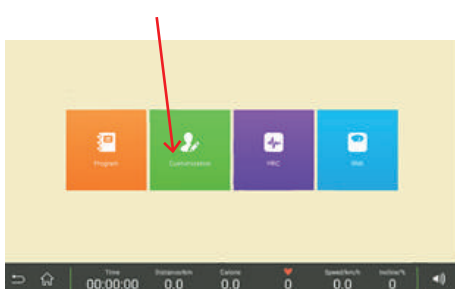 Program
Customization
HRC
Time
Distance/km
Calorie
Speed/km/h
Incline/%
00:00:00
0.0
0.0
0
0.0
0